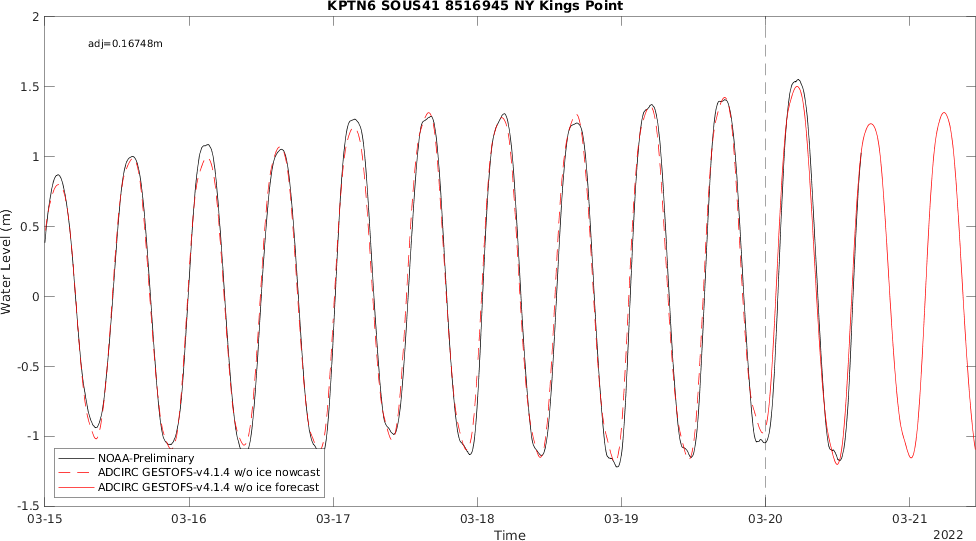 KPTN6 SOUS41 8516945 NY Kings Point
adj=0.16748m
2
1.5
1
0.5
0
-0.5
-1
-1.5
Water Level (m)
NOAA-Preliminary
ADCIRC GESTOFS-v4.1.4 w/o ice nowcast
ADCIRC GESTOFS-v4.1.4 w/o ice forecast
03-15 03-16 03-17 03-18 03-19 03-20 03-21
Time
2022